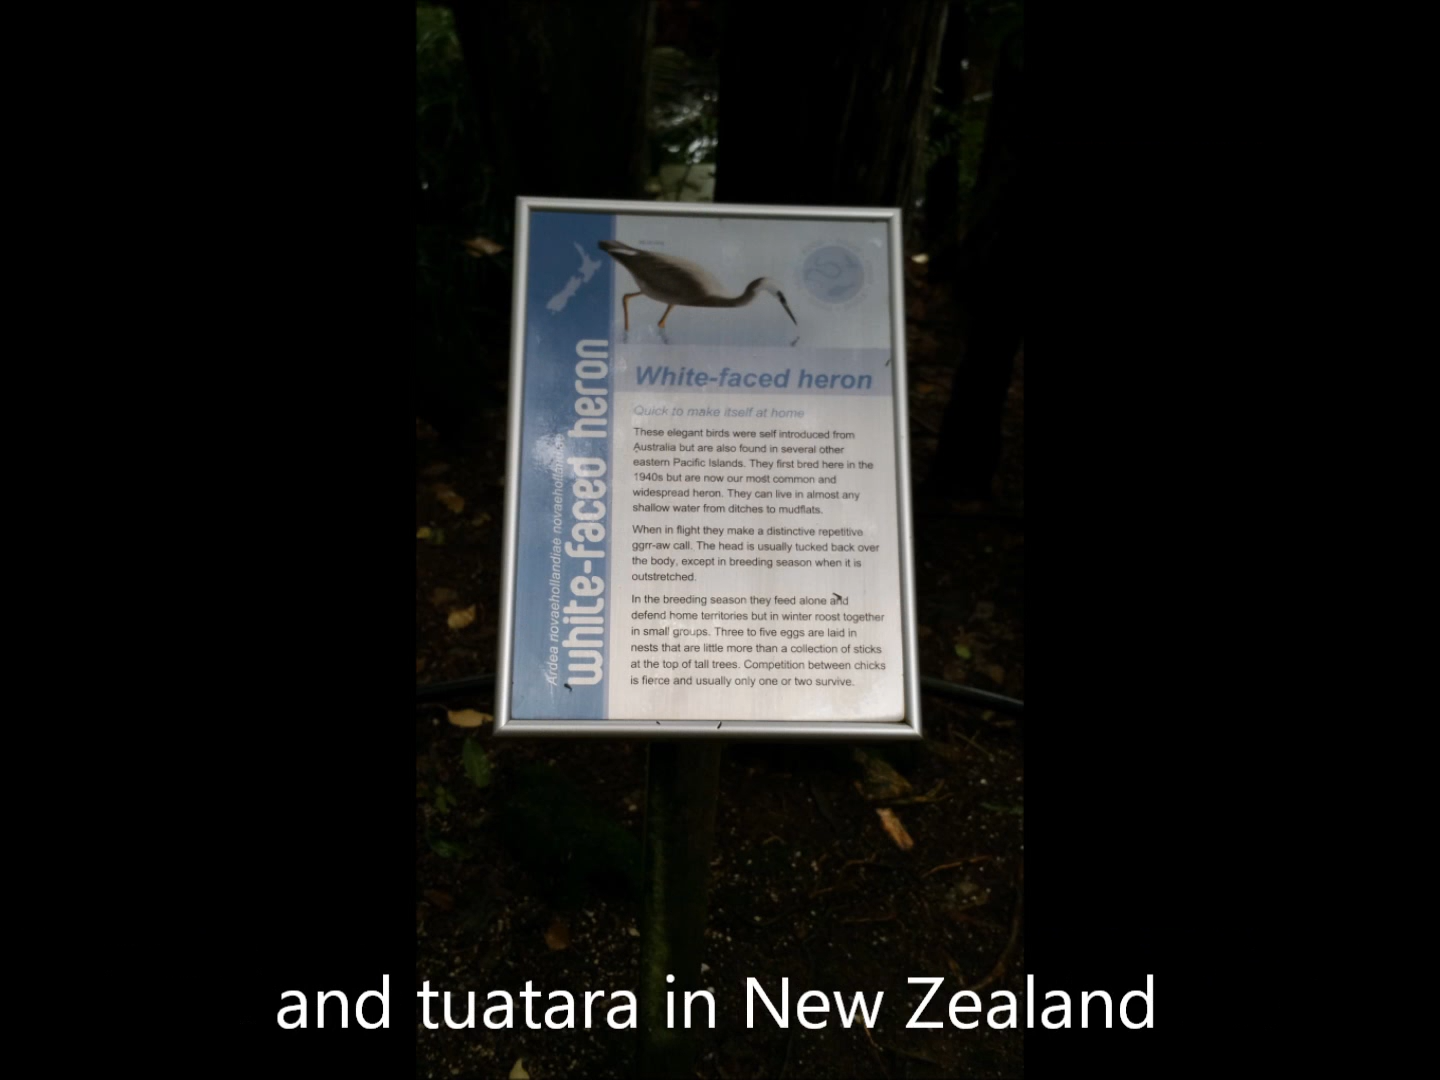 White-faced heron
Quick to make itself at home
These elegant birds were self introduced from
Australia but are also found in several other
eastern Pacific Islands. They first bred here in the
1940s but are now our most common and
widespread heron. They can live in almost any
shallow water from ditches to mudflats.
When in flight they make a distinctive repetitive
ggrr-aw call. The head is usually tucked back over
the body, except in breeding season when it is
outstretched.
In the breeding season they feed alone and
defend home territories but in winter roost together
in small groups. Three to five eggs are laid in
nests that are little more than a collection of sticks
at the top of tall trees. Competition between chicks
is fierce and usually only one or two survive.
white-faced heron
Ardea novaehollandiae
and tuatara in New Zealand